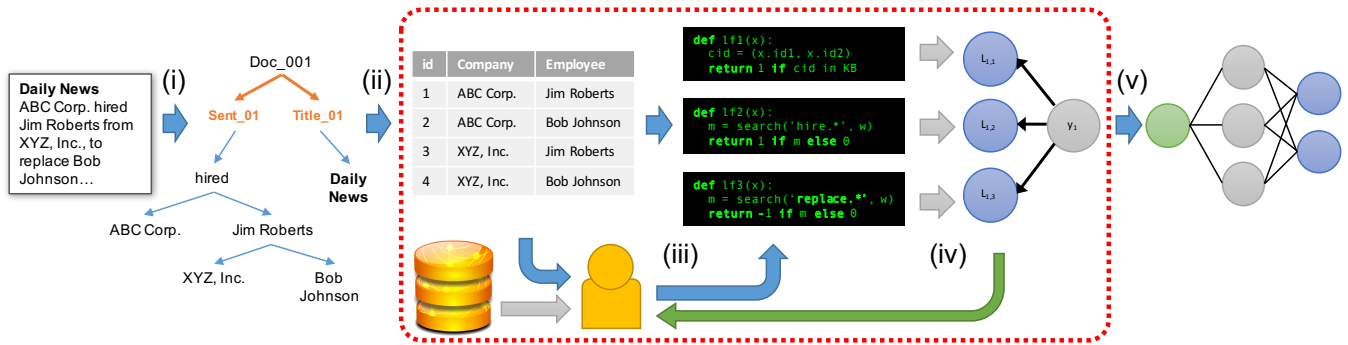 Daily News
ABC Corp. hired
Jim Roberts from
XYZ, Inc., to
replace Bob
Johnson…
(i)
Doc_001
Sent_01
Title_01
hired
Daily
News
ABC Corp.
Jim Roberts
XYZ, Inc.
Bob
Johnson
(ii)
id Company Employee
1 ABC Corp. Jim Roberts
2 ABC Corp. Bob Johnson
3 XYZ, Inc. Jim Roberts
4 XYZ, Inc. Bob Johnson
def lf1(x):
cid = (x.id1, x.id2)
return 1 if cid in KB
def lf2(x):
m = search('hire.*', w)
return 1 if m else 0
def lf3(x):
m = search('replace.*', w)
return -1 if m else 0
(iii)
L1,1
L1,2
L1,3
y1
(iv)
(v)